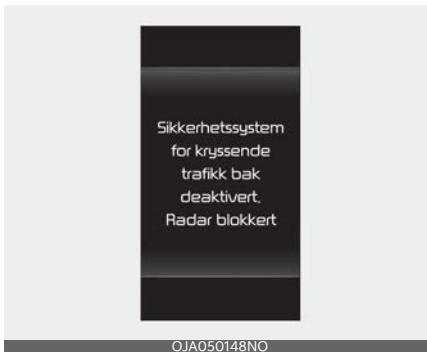 Sikkerhetssystem
for kryssende
trafikk bak
deaktivert,
Radar blokkert
OJA050148NO